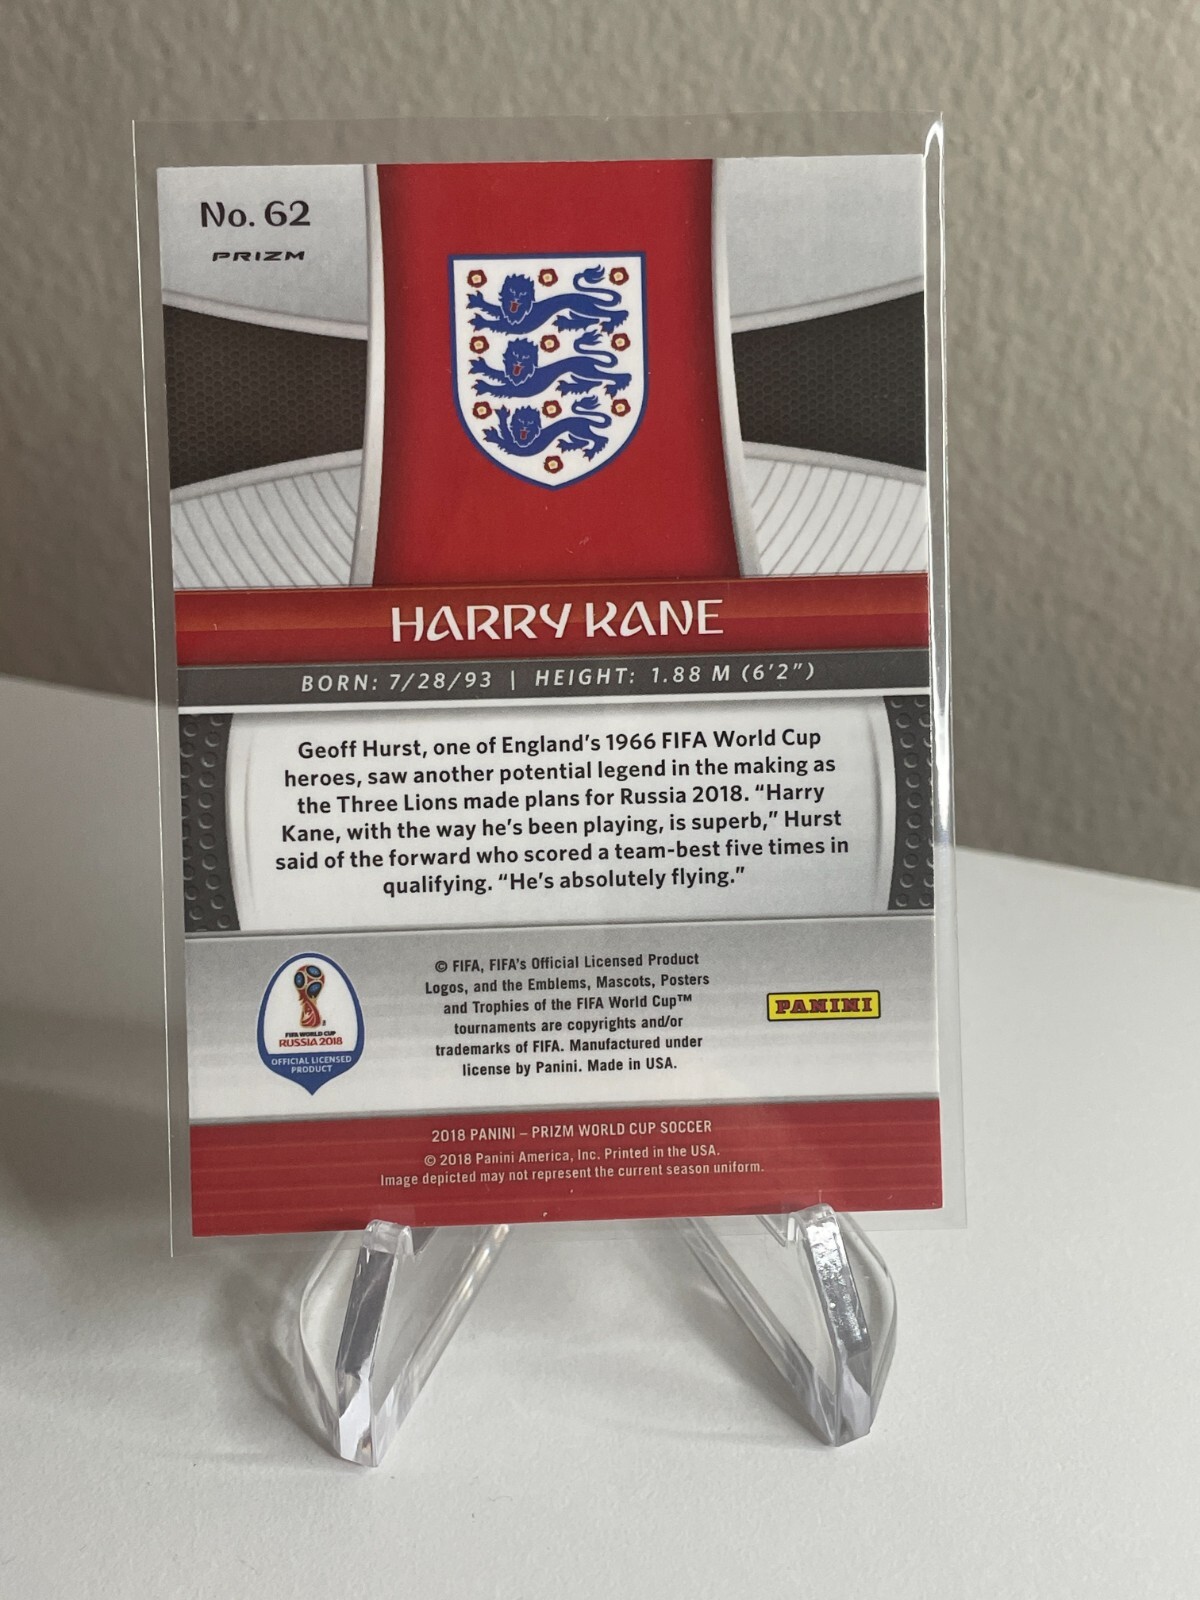 No. 62
PRIZM
HARRY KANE
BORN: 7/28/93 | HEIGHT: 1.88 M (6'2")
Geoff Hurst, one of England's 1966 FIFA World Cup
heroes, saw another potential legend in the making as
the Three Lions made plans for Russia 2018. “Harry
Kane, with the way he's been playing, is superb,” Hurst
said of the forward who scored a team-best five times in
qualifying. “He's absolutely flying.”
FIFA WORLD CUP
RUSSIA 2018
OFFICIAL LICENSED
PRODUCT
© FIFA, FIFA's Official Licensed Product
Logos, and the Emblems, Mascots, Posters
and Trophies of the FIFA World Cup™
tournaments are copyrights and/or
trademarks of FIFA. Manufactured under
license by Panini. Made in USA.
PANINI
2018 PANINI – PRIZM WORLD CUP SOCCER
© 2018 Panini America, Inc. Printed in the USA.
Image depicted may not represent the current season uniform.